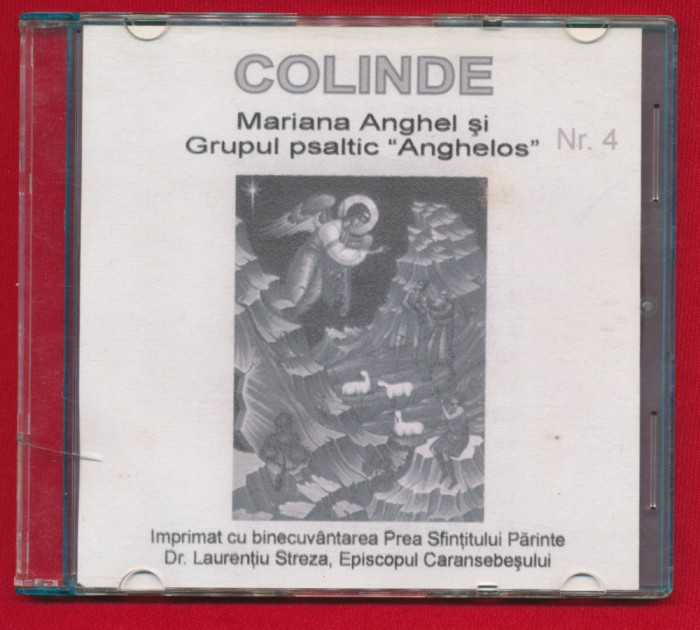 COLINDE
Mariana Anghel şi
Grupul psaltic “Anghelos”
Nr. 4
Imprimat cu binecuvântarea Prea Sfinţitului Părinte
Dr. Laurenţiu Streza, Episcopul Caransebeşului